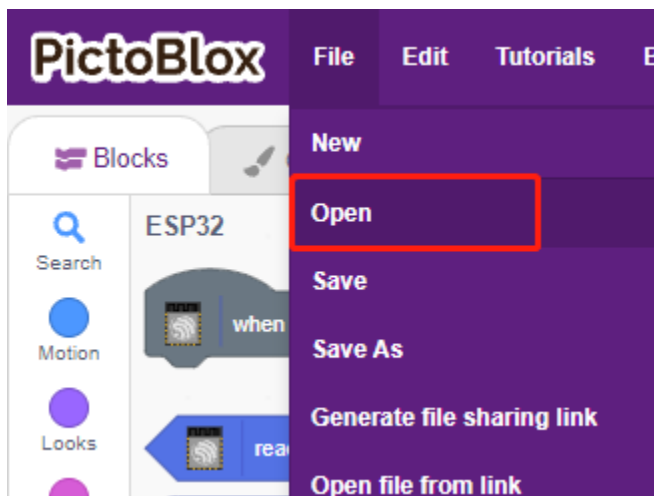 PictoBlox
File Edit Tutorials
Blocks
New
ESP32
Open
Search
Save
when
Motion
Save As
Generate file sharing link
Looks
Open file from link